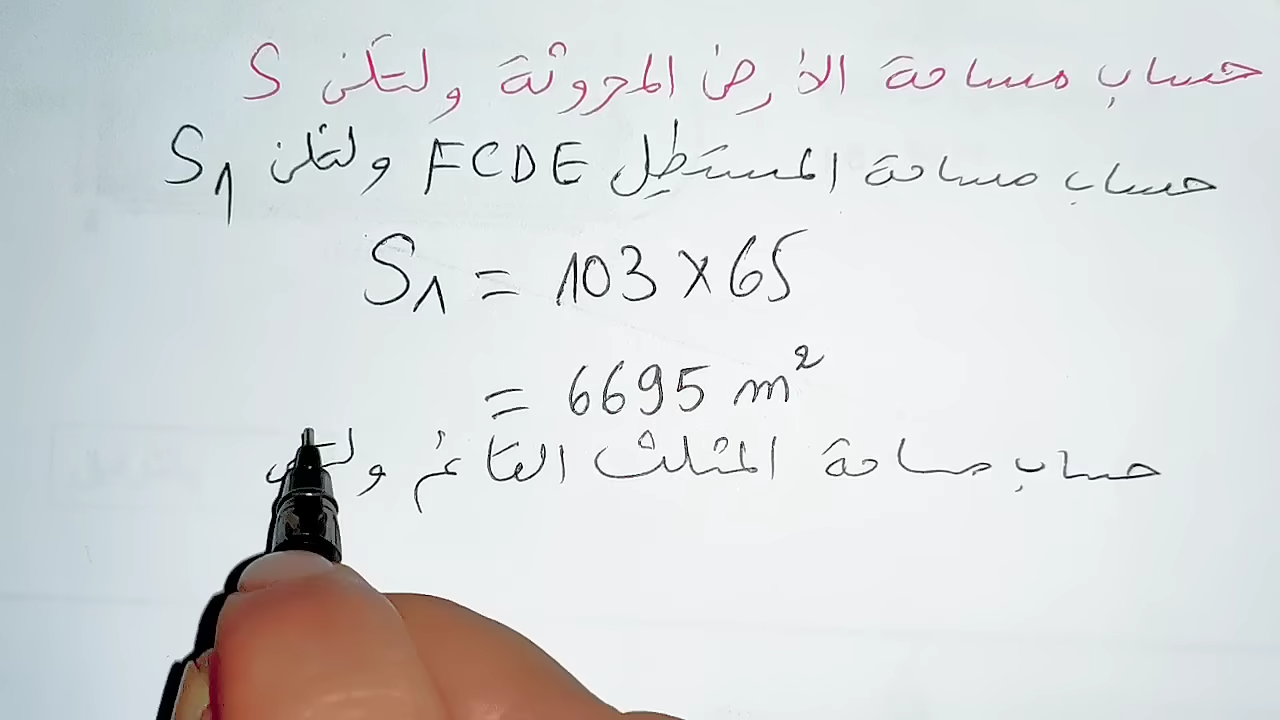 حساب مساحة الأرض المحروثة ولتكن S
حساب مساحة المستطيل FCDE ولتكن S1
S1 = 103 × 65
= 6695 m²
حساب مساحة المثلث القائم ولتكن